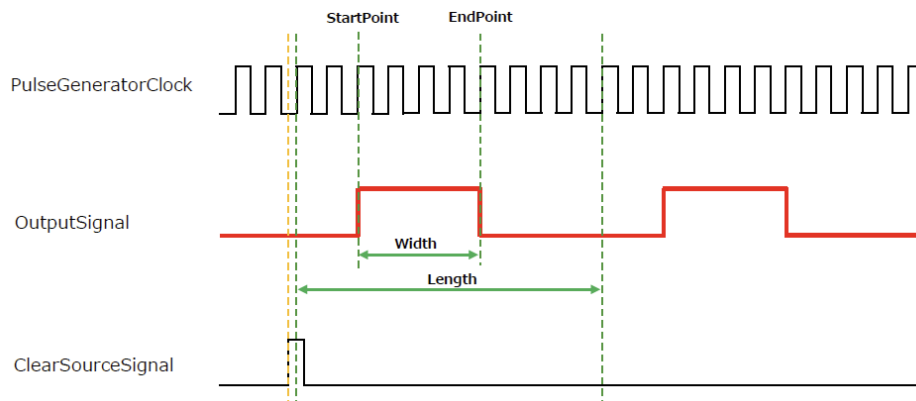 StartPoint
EndPoint
PulseGeneratorClock
OutputSignal
Width
Length
ClearSourceSignal